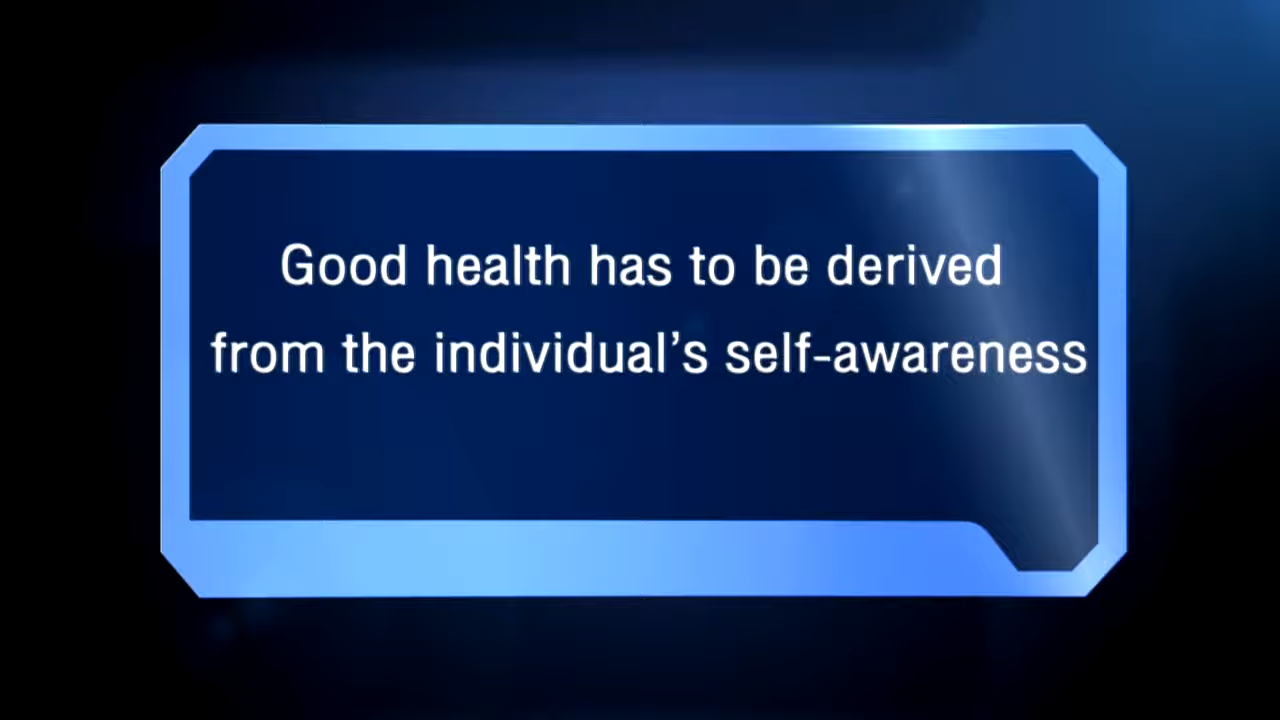 Good health has to be derived
from the individual’s self-awareness